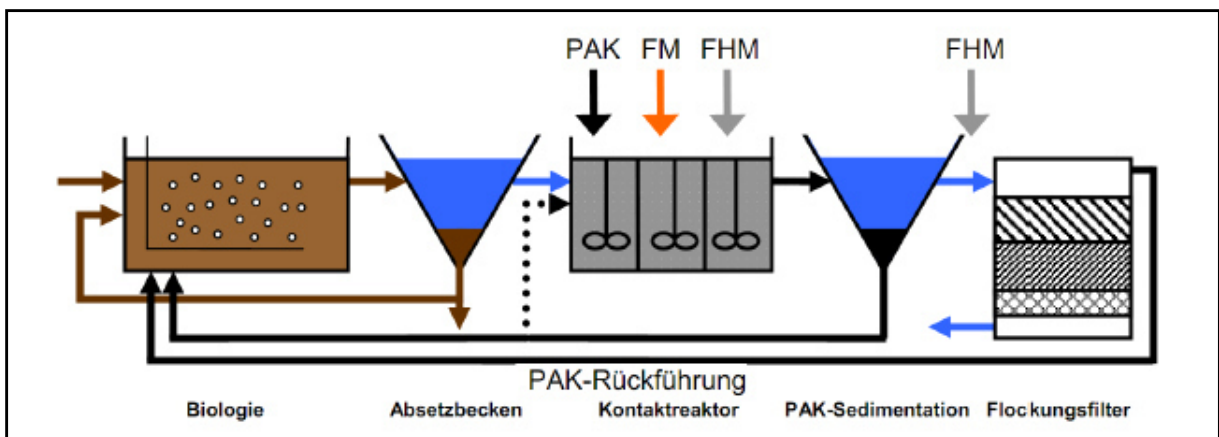 PAK FM FHM FHM
PAK-Rückführung
Biologie Absetzbecken Kontaktreaktor PAK-Sedimentation Flockungsfilter